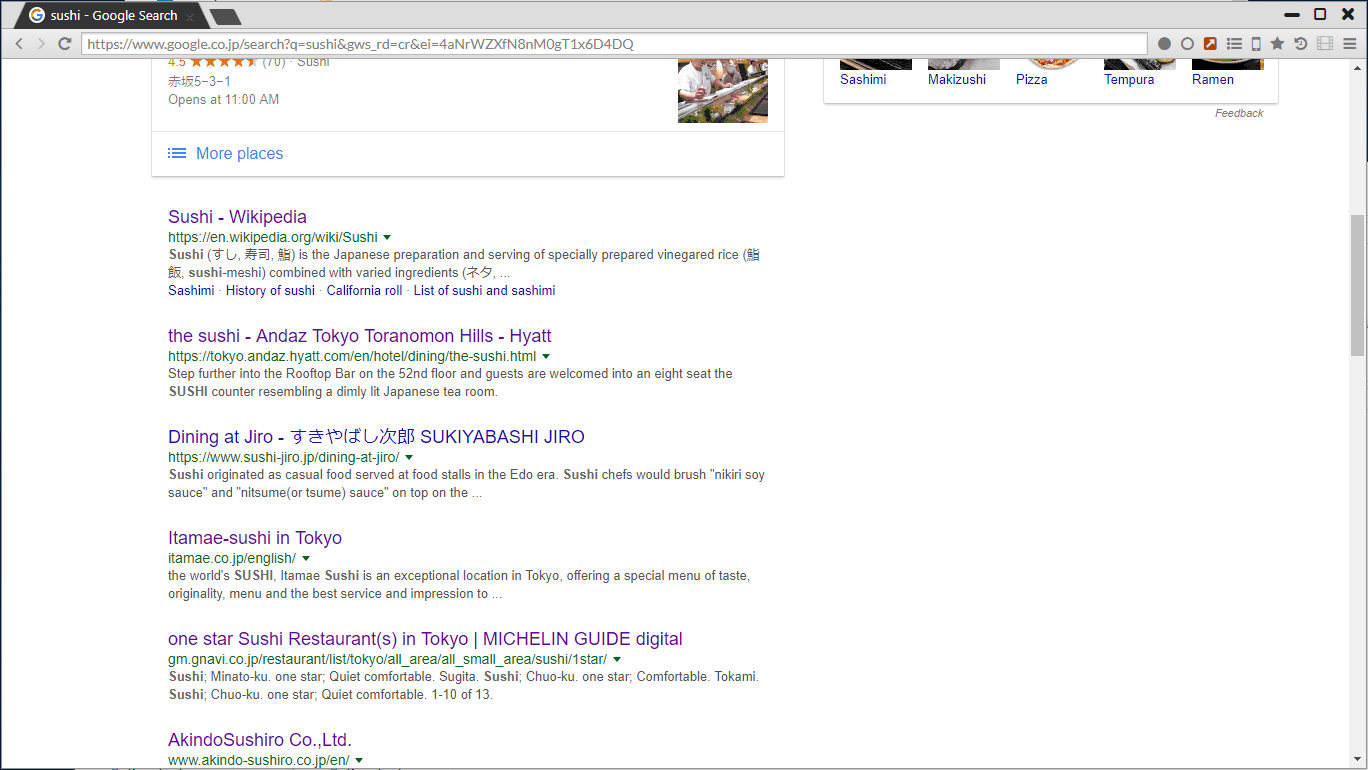 sushi - Google Search
https://www.google.co.jp/search?q=sushi&gws_rd=cr&ei=4aNrWZXfN8nM0gT1x6D4DQ
4.5 (70) · Sushi
赤坂5−3−1
Opens at 11:00 AM
More places
Sashimi Makizushi Pizza Tempura Ramen
Feedback
Sushi - Wikipedia
https://en.wikipedia.org/wiki/Sushi
Sushi (すし, 寿司, 鮨) is the Japanese preparation and serving of specially prepared vinegared rice (鮨
飯, sushi-meshi) combined with varied ingredients (ネタ, ...
Sashimi · History of sushi · California roll · List of sushi and sashimi
the sushi - Andaz Tokyo Toranomon Hills - Hyatt
https://tokyo.andaz.hyatt.com/en/hotel/dining/the-sushi.html
Step further into the Rooftop Bar on the 52nd floor and guests are welcomed into an eight seat the
SUSHI counter resembling a dimly lit Japanese tea room.
Dining at Jiro - すきやばし次郎 SUKIYABASHI JIRO
https://www.sushi-jiro.jp/dining-at-jiro/
Sushi originated as casual food served at food stalls in the Edo era. Sushi chefs would brush "nikiri soy
sauce" and "nitsume(or tsume) sauce" on top on the ...
Itamae-sushi in Tokyo
itamae.co.jp/english/
the world's SUSHI, Itamae Sushi is an exceptional location in Tokyo, offering a special menu of taste,
originality, menu and the best service and impression to ...
one star Sushi Restaurant(s) in Tokyo | MICHELIN GUIDE digital
gm.gnavi.co.jp/restaurant/list/tokyo/all_area/all_small_area/sushi/1star/
Sushi; Minato-ku. one star; Quiet comfortable. Sugita. Sushi; Chuo-ku. one star; Comfortable. Tokami.
Sushi; Chuo-ku. one star; Quiet comfortable. 1-10 of 13.
AkindoSushiro Co.,Ltd.
www.akindo-sushiro.co.jp/en/